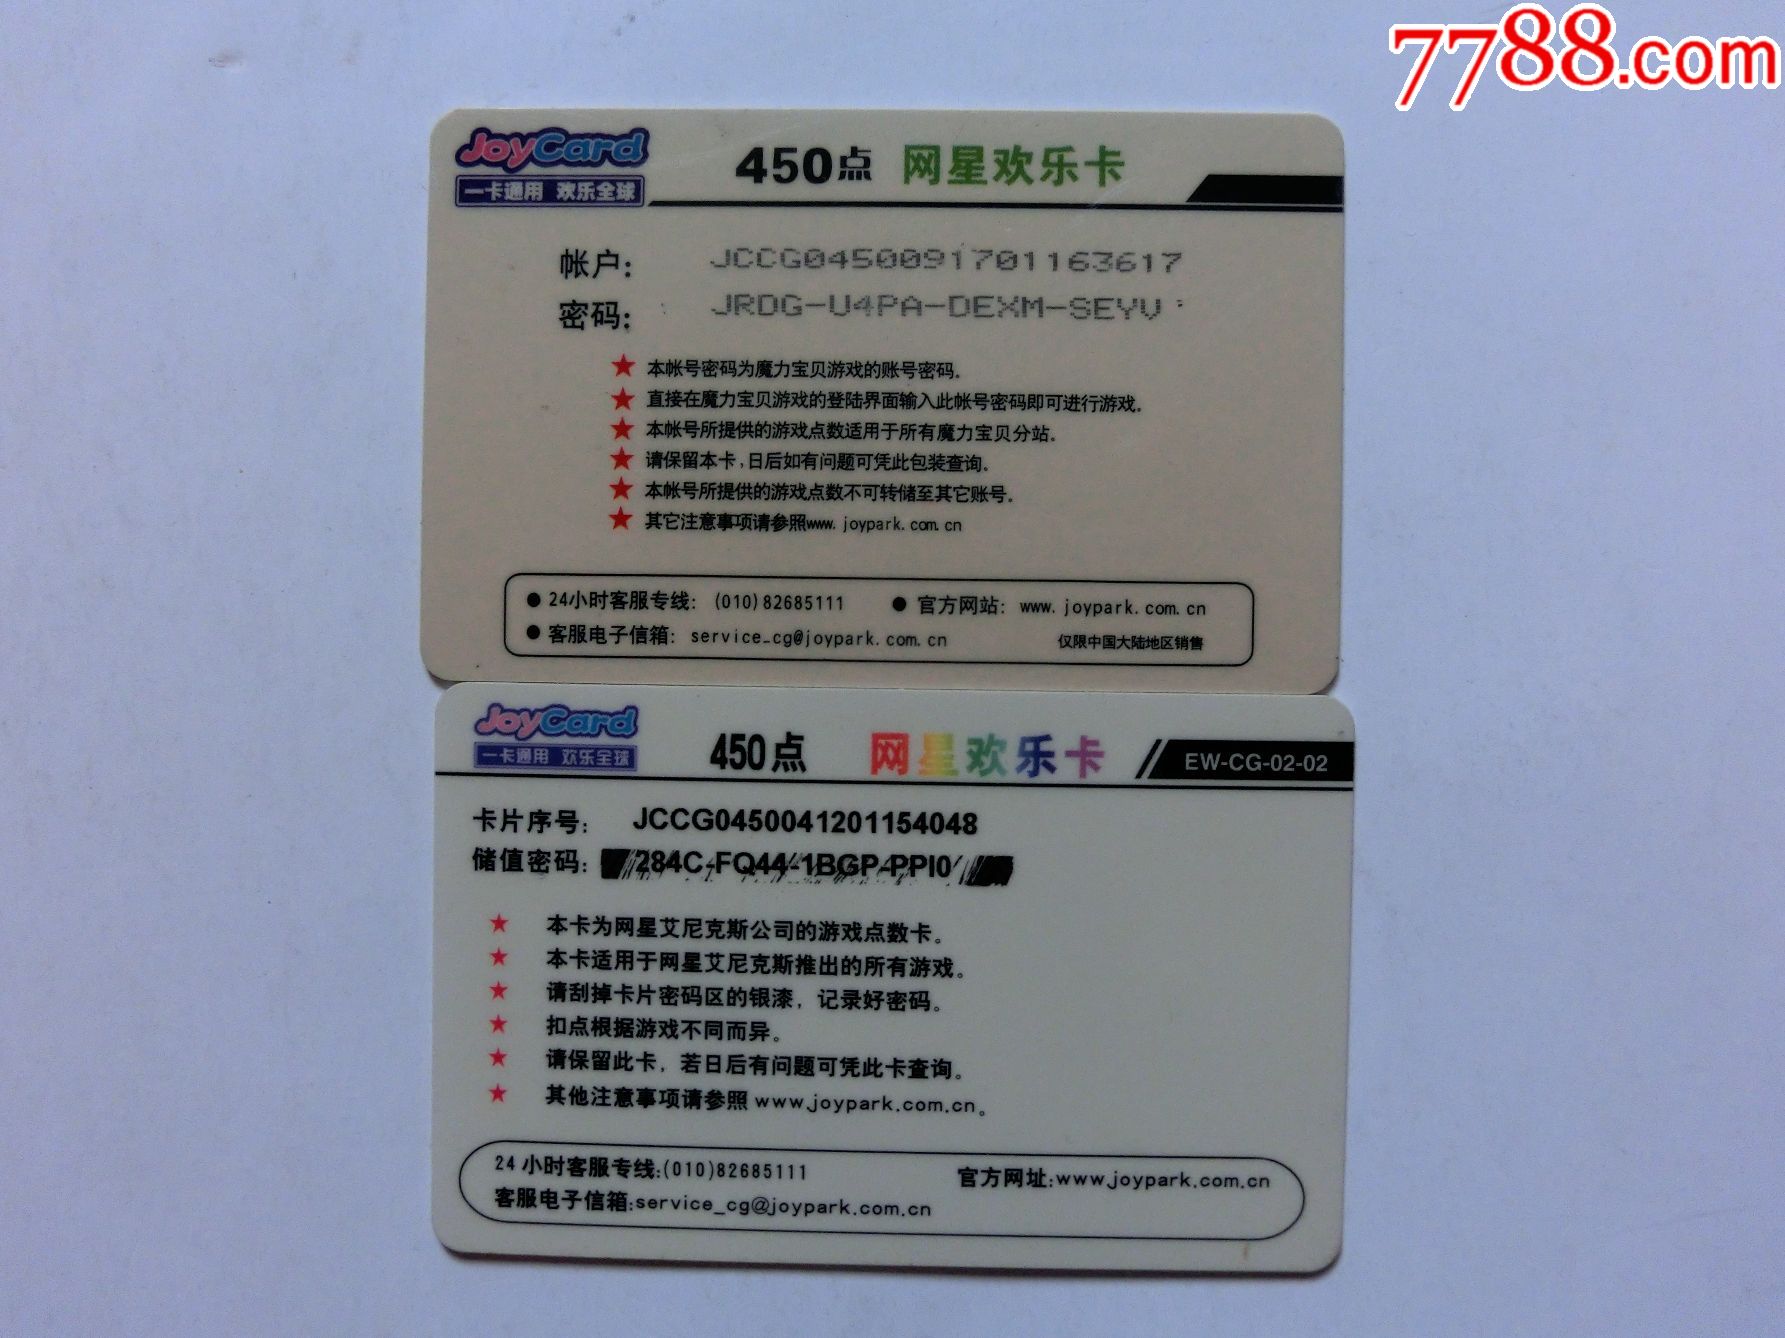 7788.com
JoyCard
一卡通用 欢乐全球
450点 网星欢乐卡
帐户: JCCG0450091701163617
密码: JRDG-U4PA-DEXM-SEYV
★ 本帐号密码为魔力宝贝游戏的账号密码.
★ 直接在魔力宝贝游戏的登陆界面输入此帐号密码即可进行游戏.
★ 本帐号所提供的游戏点数适用于所有魔力宝贝分站.
★ 请保留本卡,日后如有问题可凭此包装查询.
★ 本帐号所提供的游戏点数不可转储至其它账号.
★ 其它注意事项请参照www.joypark.com.cn
● 24小时客服专线: (010)82685111 ● 官方网站: www.joypark.com.cn
● 客服电子信箱: service_cg@joypark.com.cn 仅限中国大陆地区销售
JoyCard
一卡通用 欢乐全球
450点 网星欢乐卡 EW-CG-02-02
卡片序号: JCCG0450041201154048
储值密码: 284C-FQ44-1BGP-PPI0
★ 本卡为网星艾尼克斯公司的游戏点数卡。
★ 本卡适用于网星艾尼克斯推出的所有游戏。
★ 请刮掉卡片密码区的银漆，记录好密码。
★ 扣点根据游戏不同而异。
★ 请保留此卡，若日后有问题可凭此卡查询。
★ 其他注意事项请参照www.joypark.com.cn。
24小时客服专线:(010)82685111 官方网址:www.joypark.com.cn
客服电子信箱:service_cg@joypark.com.cn